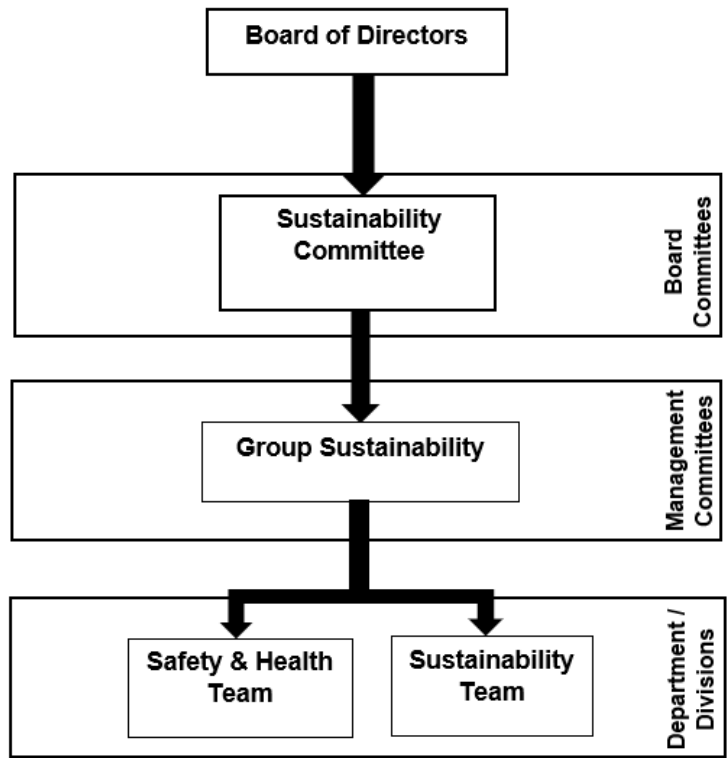 Board of Directors
Sustainability
Committee
Board
Committees
Group Sustainability
Management
Committees
Safety & Health
Team
Sustainability
Team
Department /
Divisions